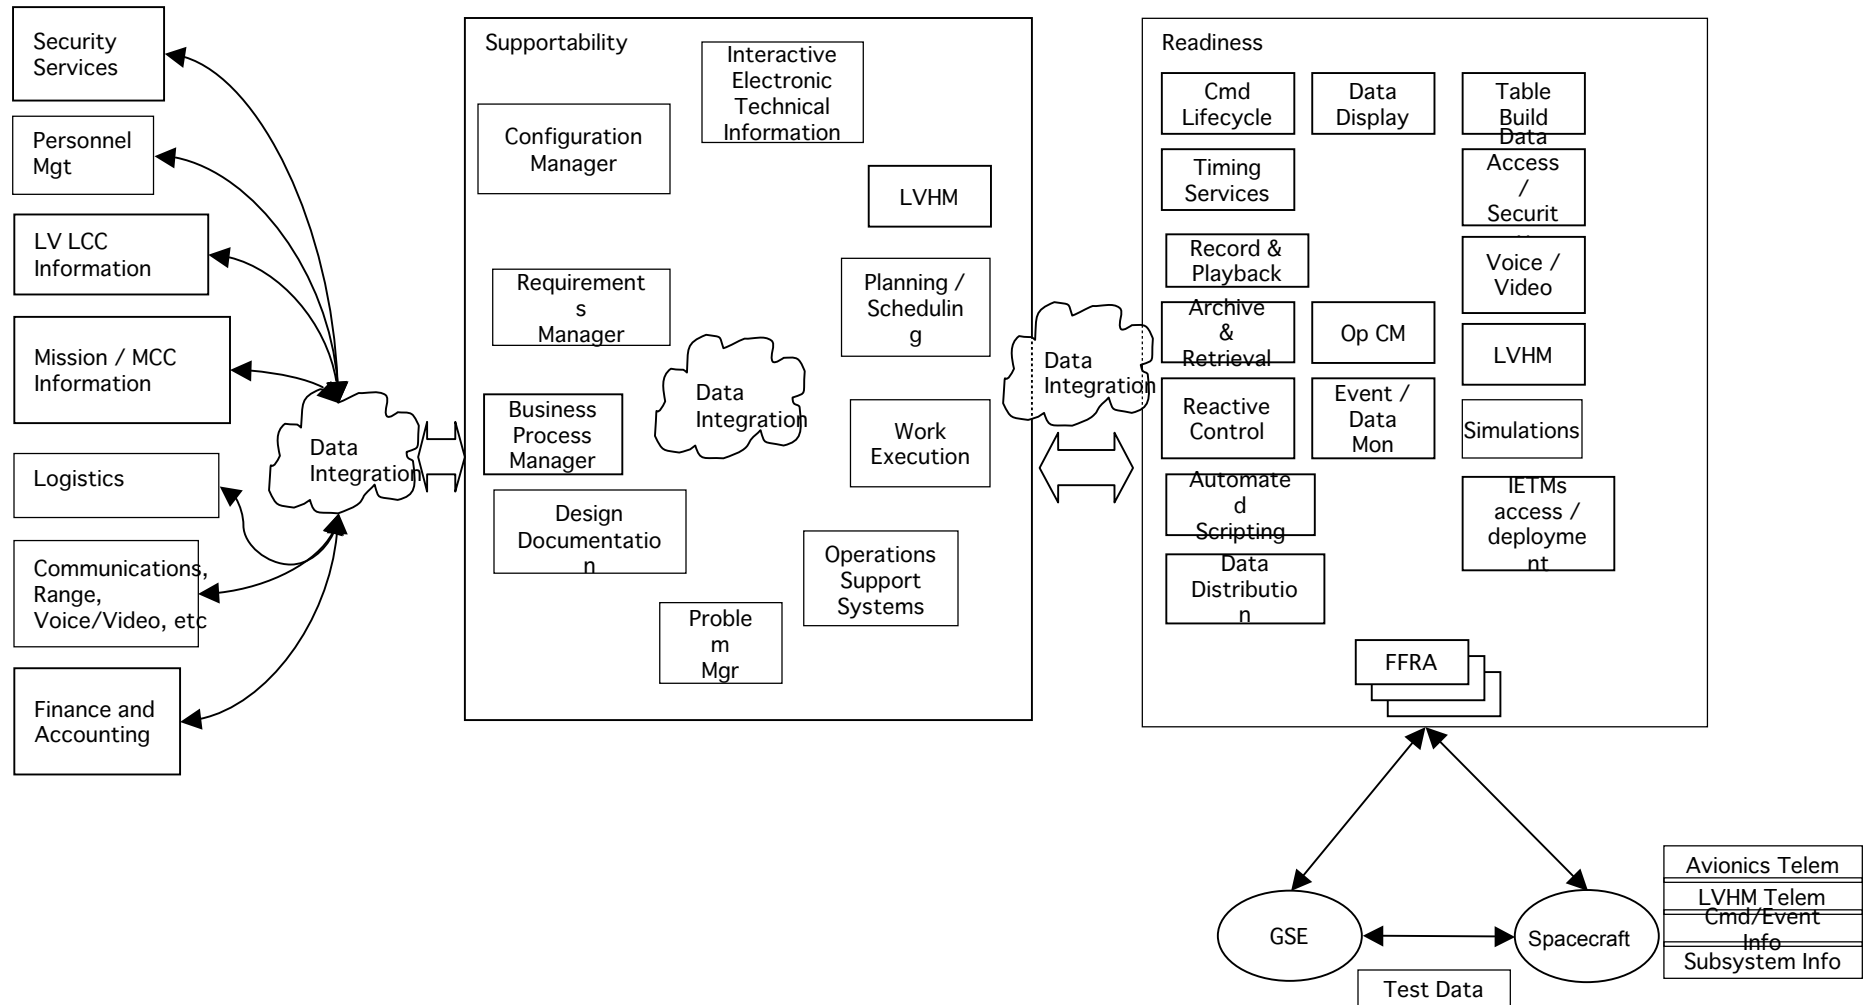 Security
Services
Personnel
Mgt
LV LCC
Information
Mission / MCC
Information
Logistics
Communications,
Range,
Voice/Video, etc
Finance and
Accounting
Data
Integration
Supportability
Interactive
Electronic
Technical
Information
Configuration
Manager
LVHM
Requirement
s
Manager
Planning /
Schedulin
g
Data
Integration
Business
Process
Manager
Work
Execution
Design
Documentatio
n
Operations
Support
Systems
Proble
m
Mgr
Data
Integration
Readiness
Cmd
Lifecycle
Data
Display
Table
Build
Timing
Services
Data
Access
/
Securit
Record &
Playback
Voice /
Video
Archive
&
Retrieval
Op CM
LVHM
Reactive
Control
Event /
Data
Mon
Simulations
Automate
d
Scripting
IETMs
access /
deployme
nt
Data
Distributio
n
FFRA
GSE
Spacecraft
Test Data
Avionics Telem
LVHM Telem
Cmd/Event
Info
Subsystem Info